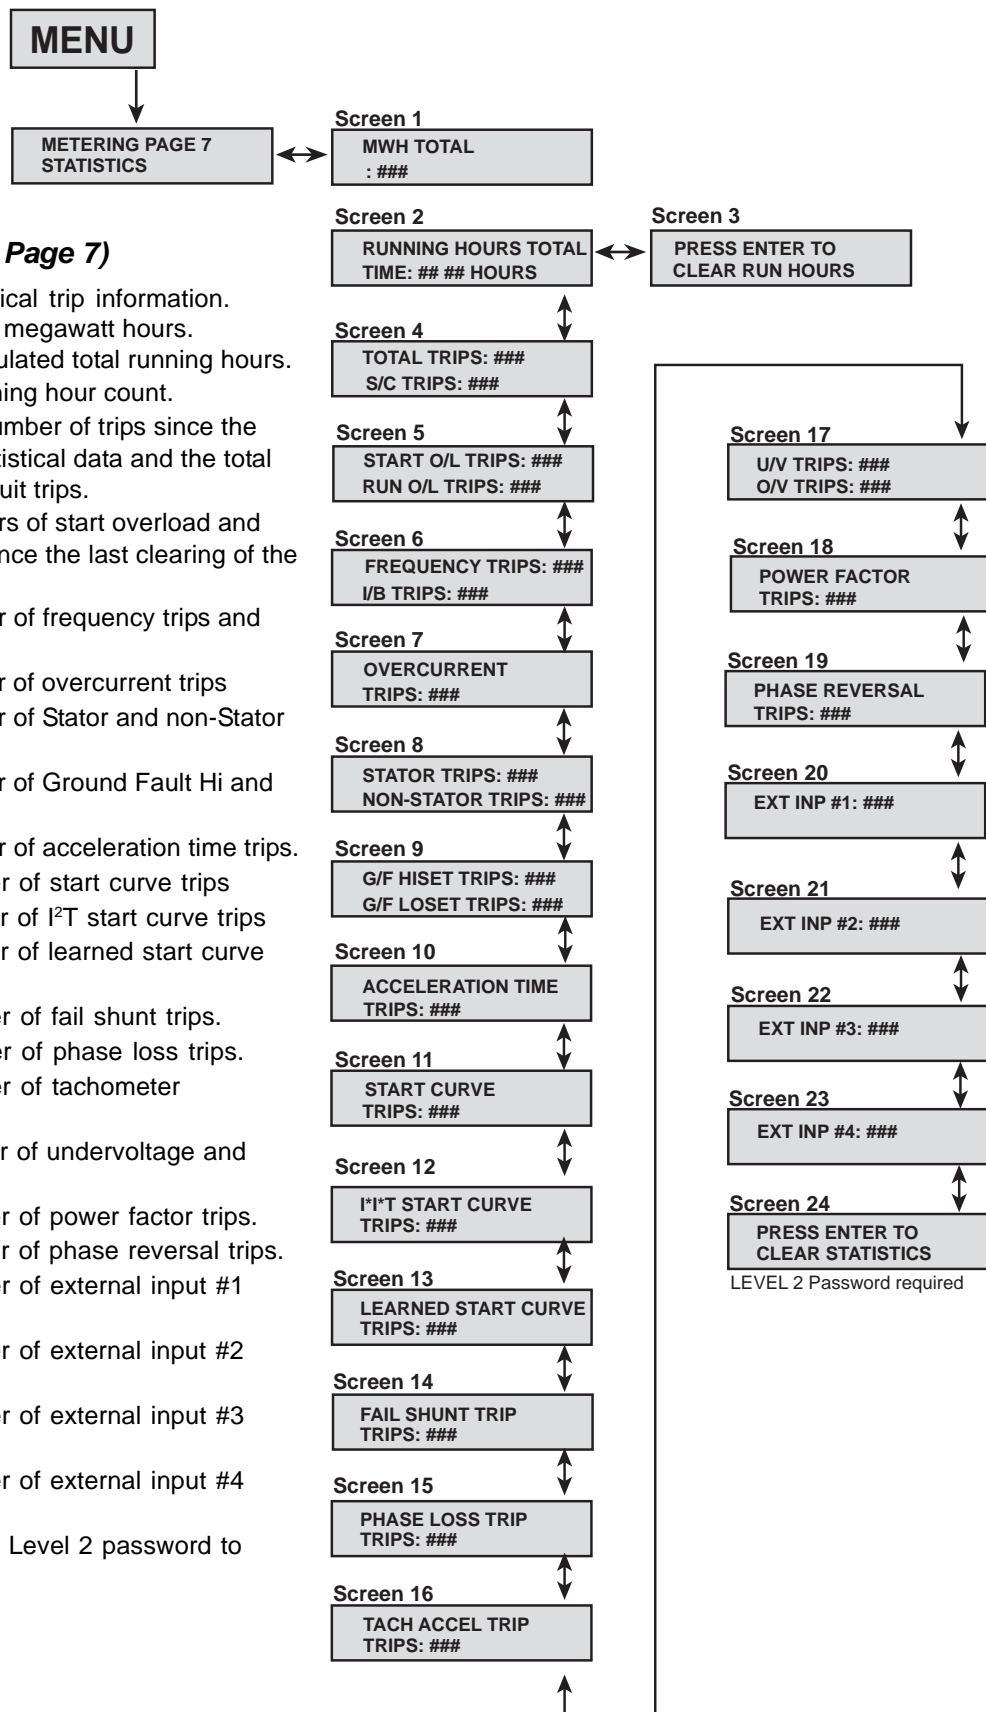 MENU
METERING PAGE 7
STATISTICS
Screen 1
MWH TOTAL
: ###
Page 7)
ical trip information.
megawatt hours.
ulated total running hours.
ing hour count.
umber of trips since the
tistical data and the total
uit trips.
rs of start overload and
nce the last clearing of the
r of frequency trips and
r of overcurrent trips
r of Stator and non-Stator
r of Ground Fault Hi and
r of acceleration time trips.
er of start curve trips
r of I²T start curve trips
r of learned start curve
er of fail shunt trips.
er of phase loss trips.
er of tachometer
r of undervoltage and
er of power factor trips.
r of phase reversal trips.
er of external input #1
er of external input #2
er of external input #3
er of external input #4
Level 2 password to
Screen 2
RUNNING HOURS TOTAL
TIME: ## ## HOURS
Screen 3
PRESS ENTER TO
CLEAR RUN HOURS
Screen 4
TOTAL TRIPS: ###
S/C TRIPS: ###
Screen 5
START O/L TRIPS: ###
RUN O/L TRIPS: ###
Screen 6
FREQUENCY TRIPS: ###
I/B TRIPS: ###
Screen 7
OVERCURRENT
TRIPS: ###
Screen 8
STATOR TRIPS: ###
NON-STATOR TRIPS: ###
Screen 9
G/F HISET TRIPS: ###
G/F LOSET TRIPS: ###
Screen 10
ACCELERATION TIME
TRIPS: ###
Screen 11
START CURVE
TRIPS: ###
Screen 12
I*I*T START CURVE
TRIPS: ###
Screen 13
LEARNED START CURVE
TRIPS: ###
Screen 14
FAIL SHUNT TRIP
TRIPS: ###
Screen 15
PHASE LOSS TRIP
TRIPS: ###
Screen 16
TACH ACCEL TRIP
TRIPS: ###
Screen 17
U/V TRIPS: ###
O/V TRIPS: ###
Screen 18
POWER FACTOR
TRIPS: ###
Screen 19
PHASE REVERSAL
TRIPS: ###
Screen 20
EXT INP #1: ###
Screen 21
EXT INP #2: ###
Screen 22
EXT INP #3: ###
Screen 23
EXT INP #4: ###
Screen 24
PRESS ENTER TO
CLEAR STATISTICS
LEVEL 2 Password required